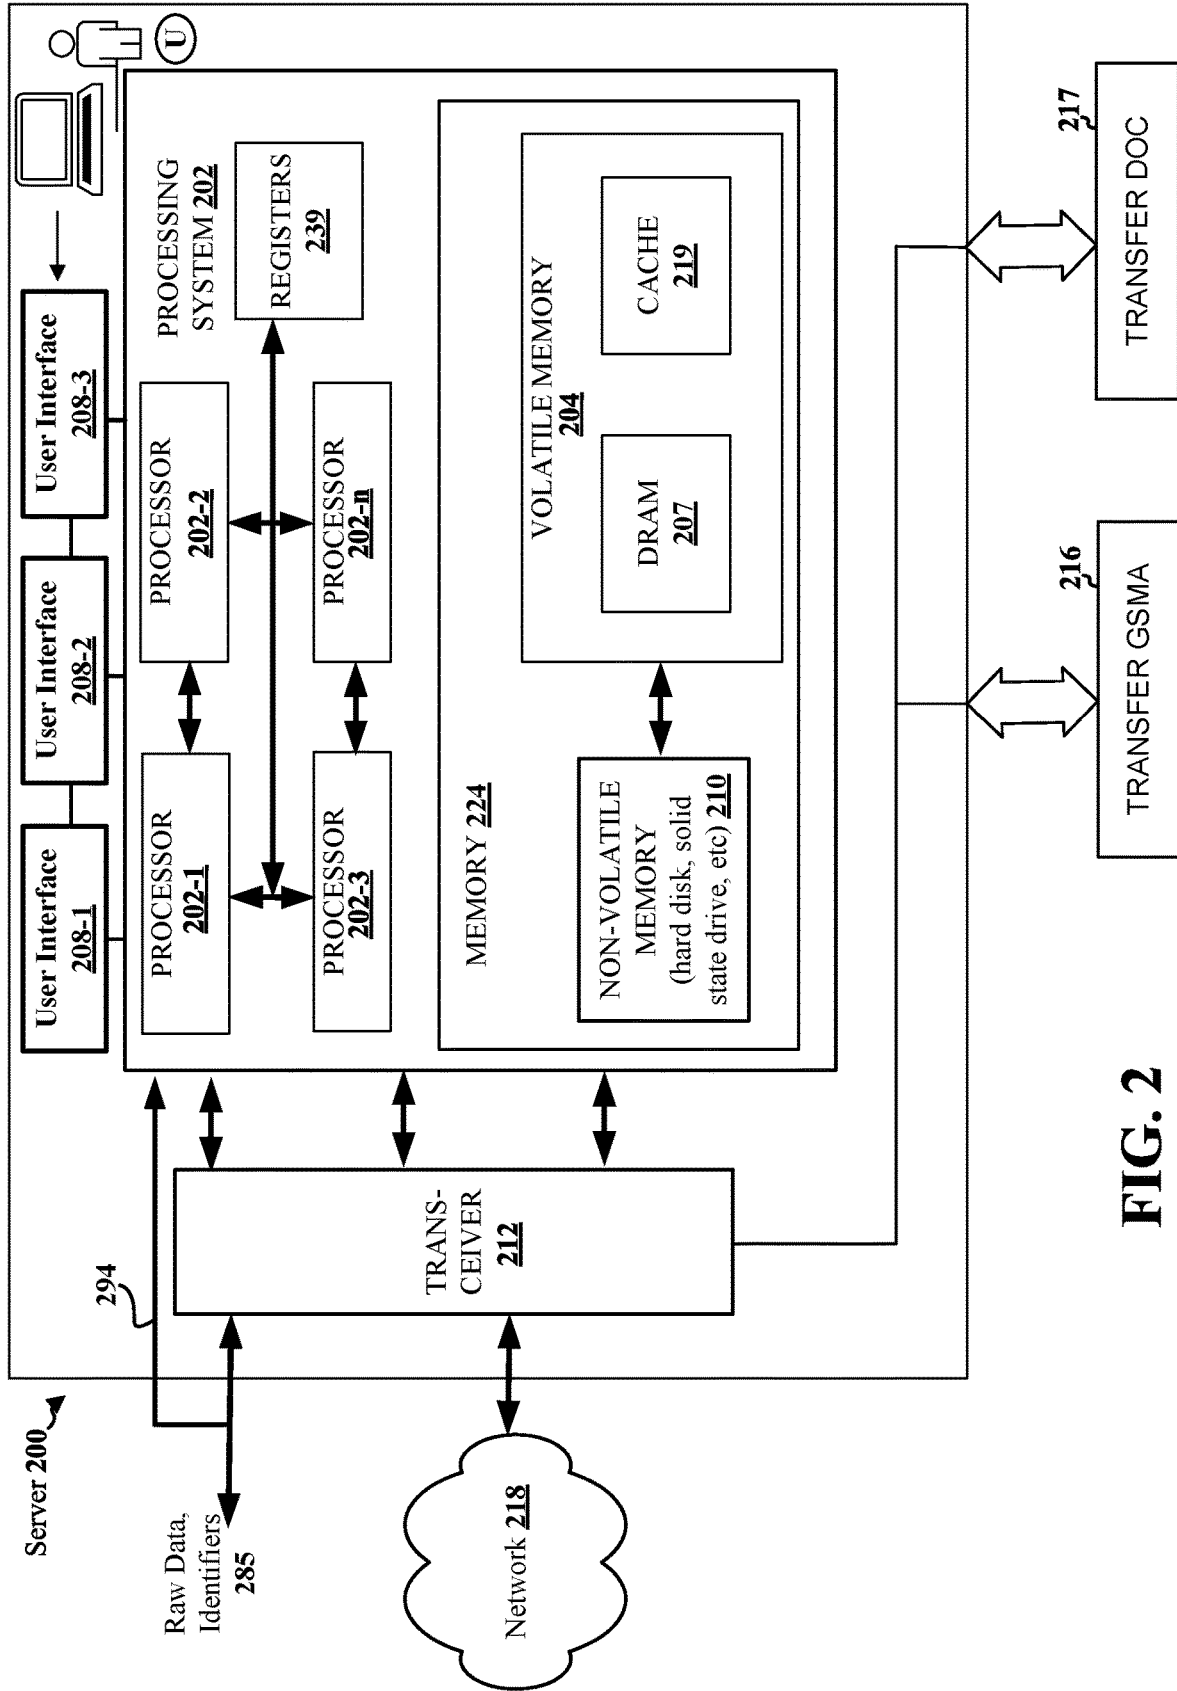 Server 200
294
Raw Data,
Identifiers
285
Network 218
TRANS-
CEIVER
212
User Interface
208-1
User Interface
208-2
User Interface
208-3
U
PROCESSOR
202-1
PROCESSOR
202-2
PROCESSING
SYSTEM 202
REGISTERS
239
PROCESSOR
202-3
PROCESSOR
202-n
MEMORY 224
NON-VOLATILE
MEMORY
(hard disk, solid
state drive, etc) 210
VOLATILE MEMORY
204
DRAM
207
CACHE
219
216
TRANSFER GSMA
217
TRANSFER DOC
FIG. 2